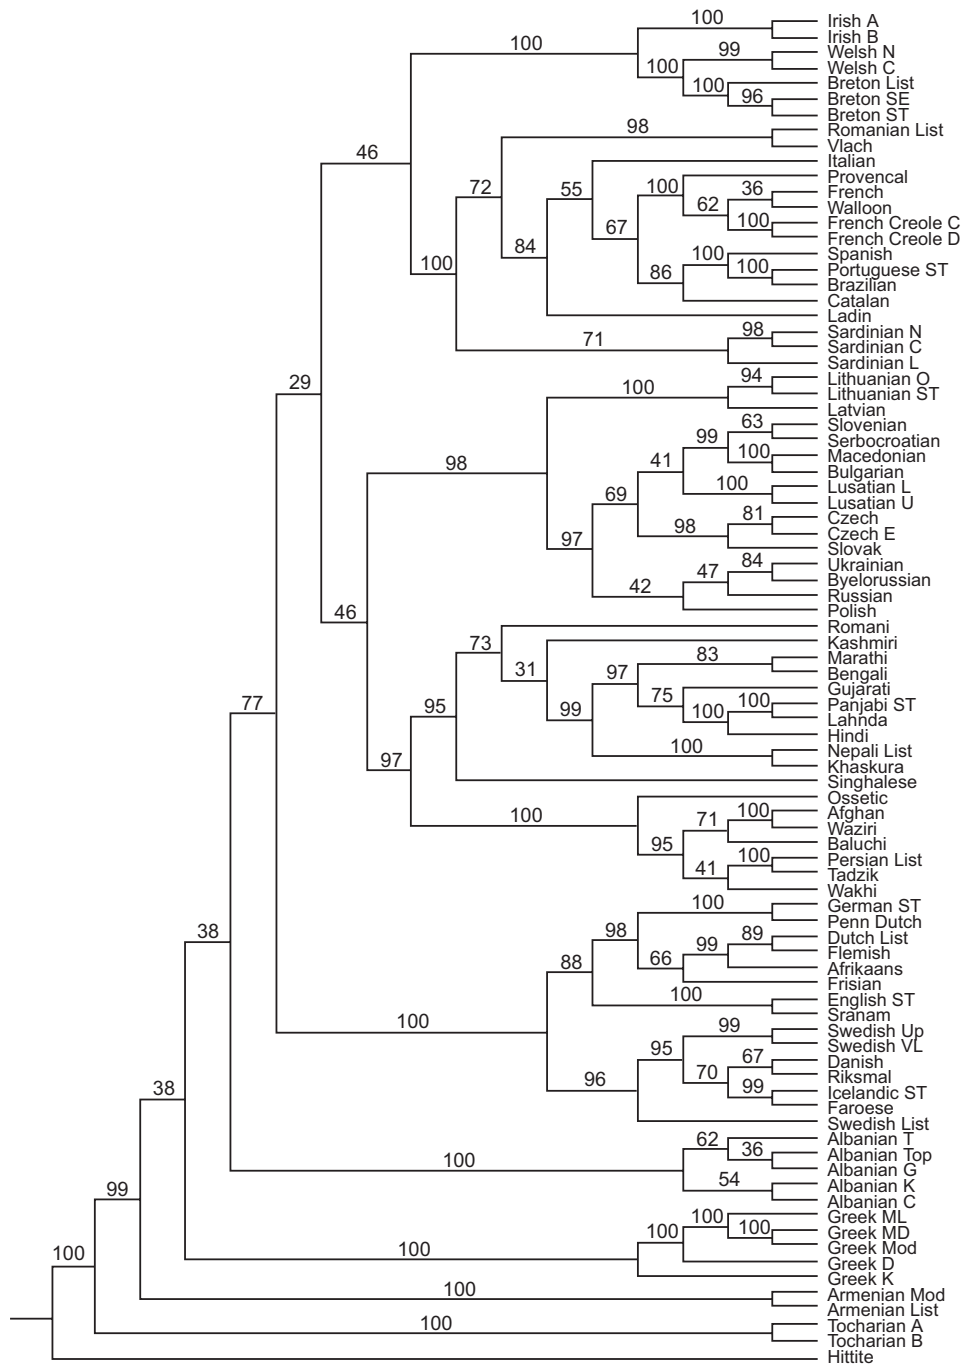 100 Irish A
Irish B
100 99 Welsh N
100 Welsh C
100 Breton List
96 Breton SE
Breton ST
98 Romanian List
Vlach
46 Italian
72 55 100 Provencal
36 French
62 Walloon
67 100 French Creole C
French Creole D
84 100 Spanish
100 86 100 Portuguese ST
Brazilian
Catalan
Ladin
71 98 Sardinian N
Sardinian C
Sardinian L
29 100 94 Lithuanian O
Lithuanian ST
Latvian
63 Slovenian
99 Serbocroatian
98 41 100 Macedonian
Bulgarian
69 100 Lusatian L
Lusatian U
97 98 81 Czech
Czech E
Slovak
84 Ukrainian
42 47 Byelorussian
Russian
46 Polish
Romani
73 Kashmiri
31 97 83 Marathi
Bengali
75 Gujarati
77 95 99 100 100 Panjabi ST
Lahnda
Hindi
97 100 Nepali List
Khaskura
Singhalese
Ossetic
100 71 100 Afghan
Waziri
95 Baluchi
41 100 Persian List
Tadzik
Wakhi
100 German ST
Penn Dutch
38 98 99 89 Dutch List
Flemish
88 66 Afrikaans
Frisian
100 English ST
Sranam
100 99 Swedish Up
95 Swedish VL
67 Danish
96 70 Riksmal
38 99 Icelandic ST
Faroese
Swedish List
62 Albanian T
100 36 Albanian Top
Albanian G
99 54 Albanian K
Albanian C
100 Greek ML
100 100 100 Greek MD
100 Greek Mod
Greek D
Greek K
100 Armenian Mod
Armenian List
100 Tocharian A
Tocharian B
Hittite